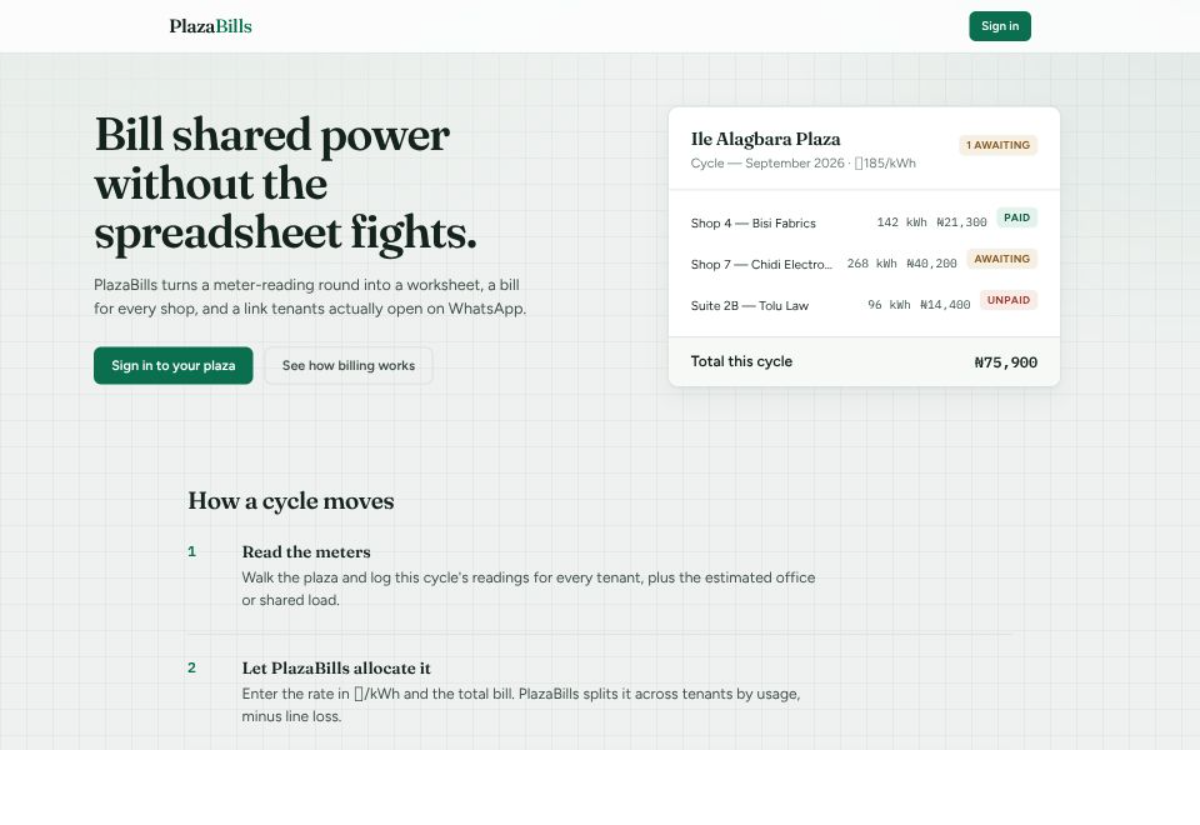 PlazaBills
Sign in
Bill shared power
without the
spreadsheet fights.
PlazaBills turns a meter-reading round into a worksheet, a bill
for every shop, and a link tenants actually open on WhatsApp.
Sign in to your plaza
See how billing works
Ile Alagbara Plaza
1 AWAITING
Cycle — September 2026 · ▯185/kWh
Shop 4 — Bisi Fabrics 142 kWh ₦21,300 PAID
Shop 7 — Chidi Electro... 268 kWh ₦40,200 AWAITING
Suite 2B — Tolu Law 96 kWh ₦14,400 UNPAID
Total this cycle ₦75,900
How a cycle moves
1 Read the meters
Walk the plaza and log this cycle's readings for every tenant, plus the estimated office
or shared load.
2 Let PlazaBills allocate it
Enter the rate in ▯/kWh and the total bill. PlazaBills splits it across tenants by usage,
minus line loss.